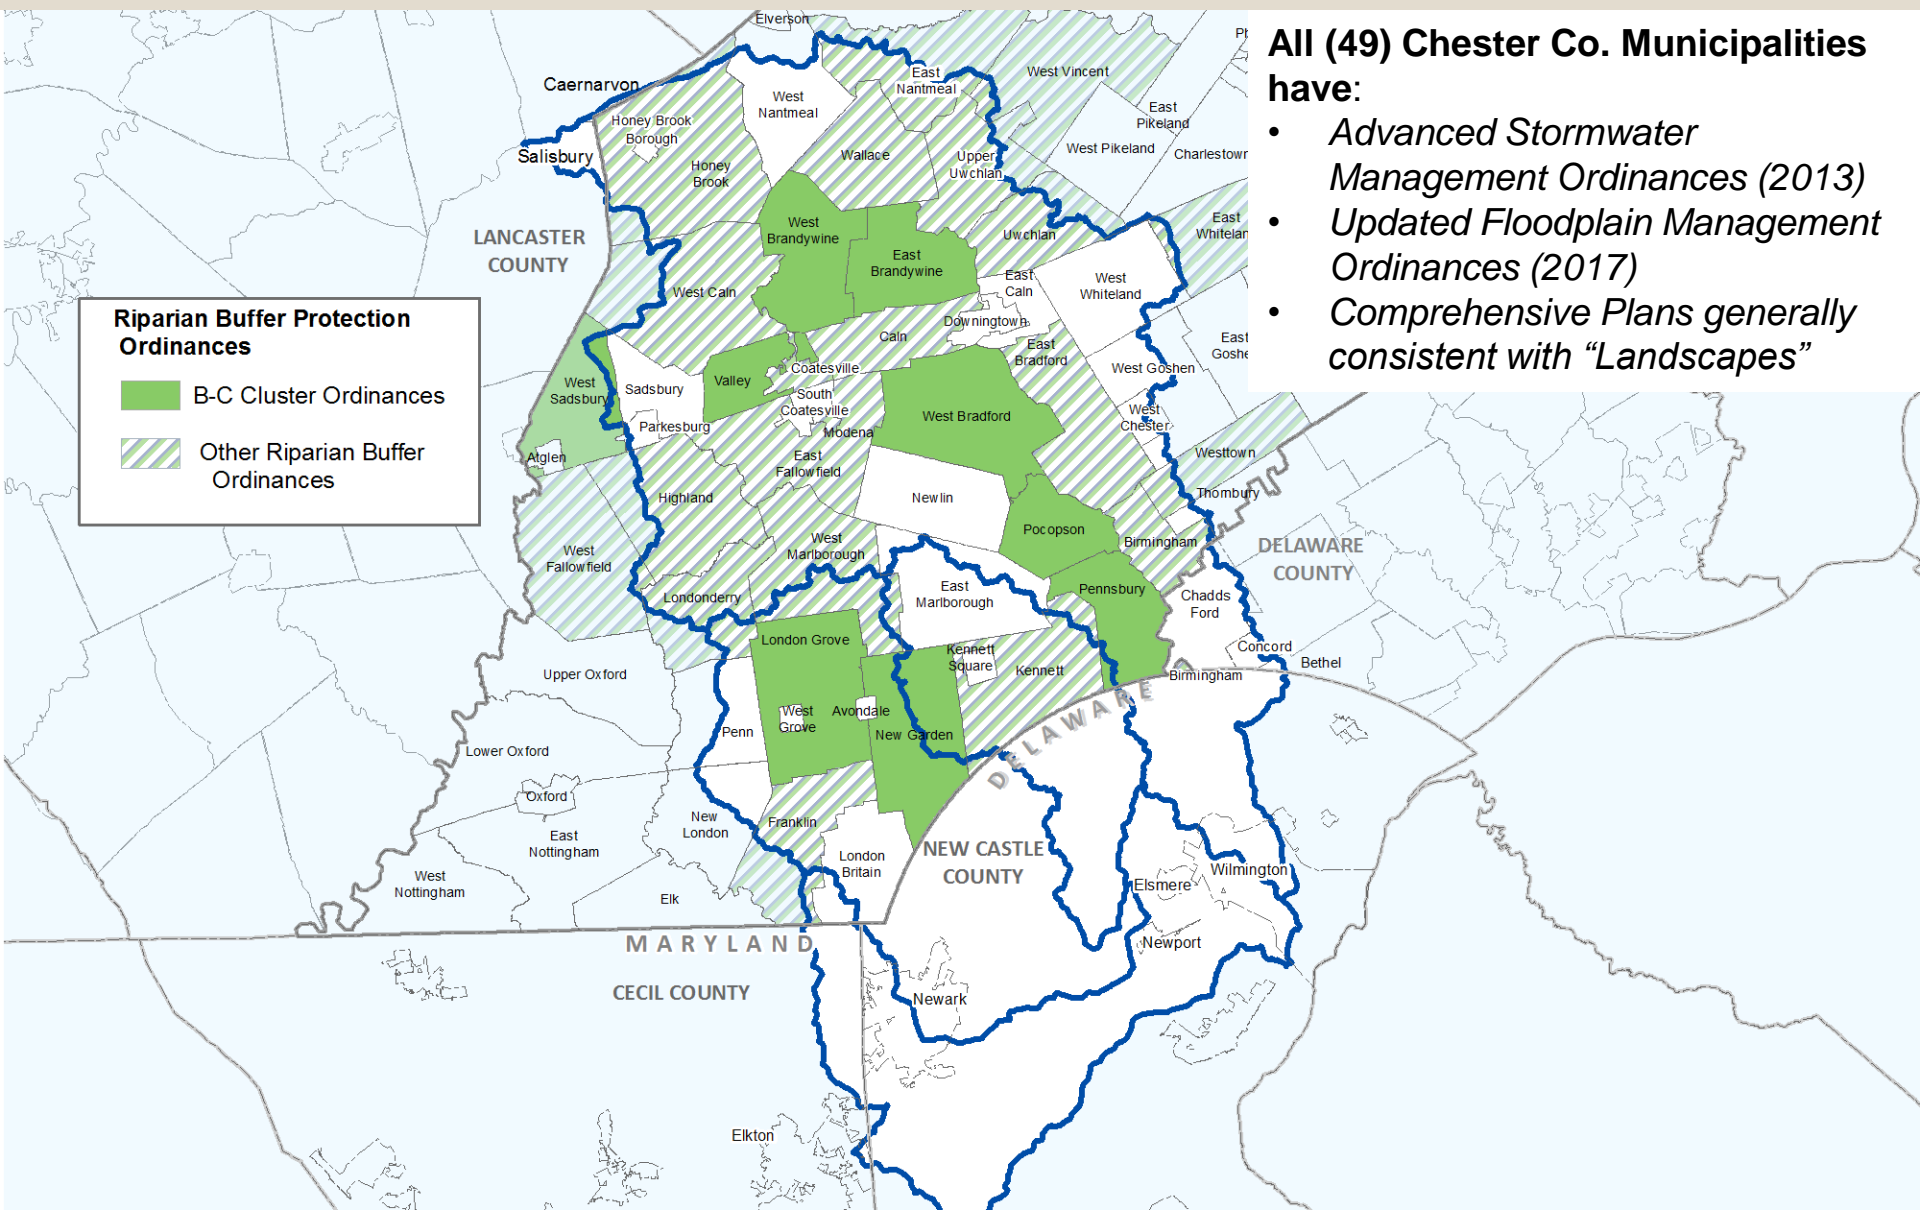 All (49) Chester Co. Municipalities
have:
• Advanced Stormwater
Management Ordinances (2013)
• Updated Floodplain Management
Ordinances (2017)
• Comprehensive Plans generally
consistent with “Landscapes”
Riparian Buffer Protection
Ordinances
B-C Cluster Ordinances
Other Riparian Buffer
Ordinances
Elverson
Caernarvon
West
Nantmeal
East
Nantmeal
West Vincent
East
Pikeland
Honey Brook
Borough
Salisbury
Honey
Brook
Wallace
Upper
Uwchlan
West Pikeland
Charlestown
LANCASTER
COUNTY
West
Brandywine
East
Brandywine
Uwchlan
East
Whitelan
West Caln
East
Caln
West
Whiteland
Downingtown
Caln
East
Bradford
East
Goshe
West
Sadsbury
Sadsbury
Valley
Coatesville
South
Coatesville
West Goshen
West Bradford
West
Chester
Parkesburg
Modena
Atglen
East
Fallowfield
Westtown
Highland
Newlin
Thornbury
Pocopson
West
Fallowfield
West
Marlborough
Birmingham
DELAWARE
COUNTY
Londonderry
East
Marlborough
Pennsbury
Chadds
Ford
London Grove
Kennett
Square
Kennett
Concord
Bethel
Upper Oxford
Birmingham
West
Grove
Avondale
Penn
New Garden
DELAWARE
Lower Oxford
Oxford
New
London
Franklin
East
Nottingham
London
Britain
NEW CASTLE
COUNTY
West
Nottingham
Elk
Elsmere
Wilmington
MARYLAND
Newport
CECIL COUNTY
Newark
Elkton